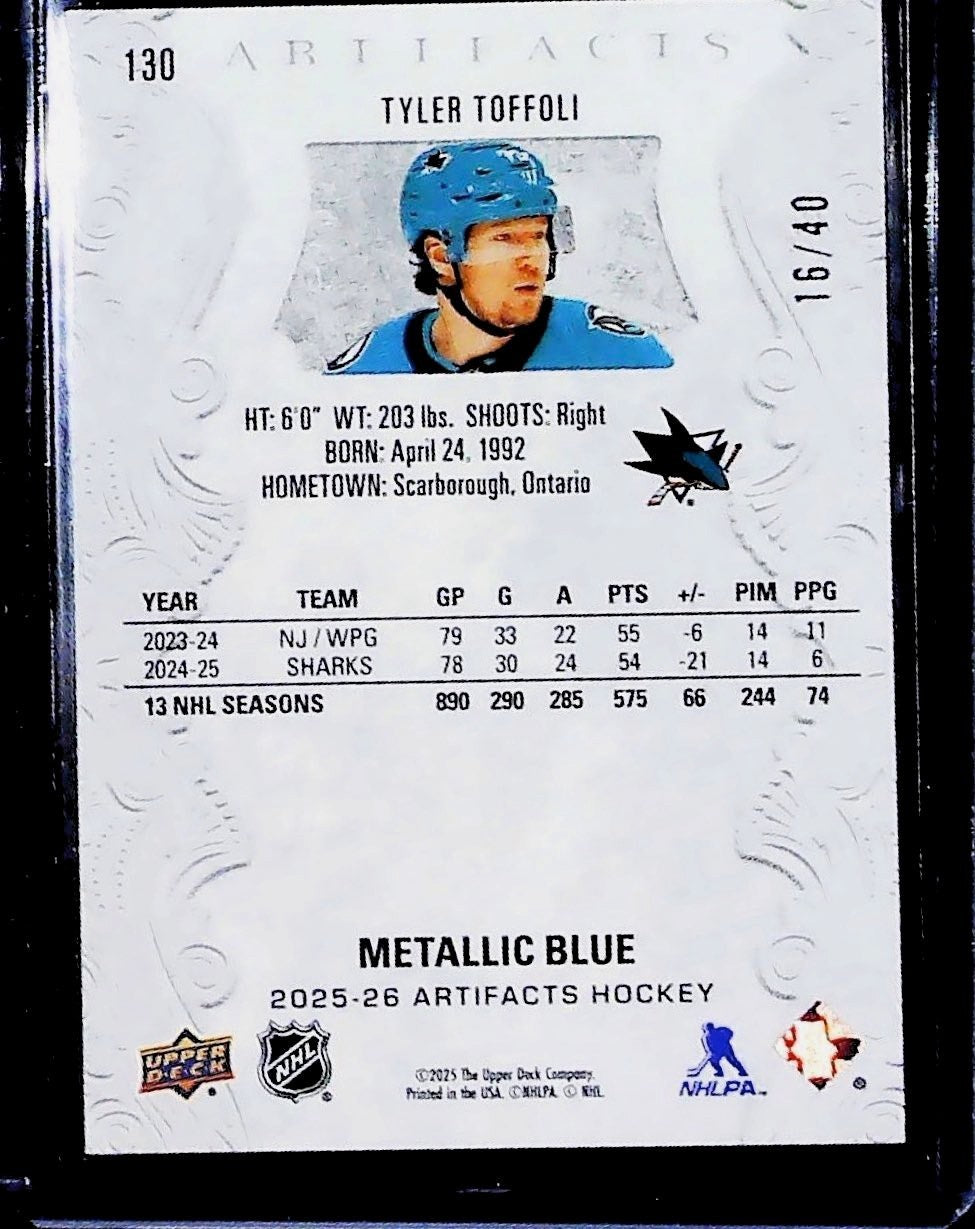 130
ARTIFACTS
TYLER TOFFOLI
16/40
HT: 6'0" WT: 203 lbs. SHOOTS: Right
BORN: April 24, 1992
HOMETOWN: Scarborough, Ontario
YEAR TEAM GP G A PTS +/- PIM PPG
2023-24 NJ / WPG 79 33 22 55 -6 14 11
2024-25 SHARKS 78 30 24 54 -21 14 6
13 NHL SEASONS 890 290 285 575 66 244 74
METALLIC BLUE
2025-26 ARTIFACTS HOCKEY
UPPER DECK
NHL
©2025 The Upper Deck Company.
Printed in the USA. ©NHLPA. © NHL
NHLPA